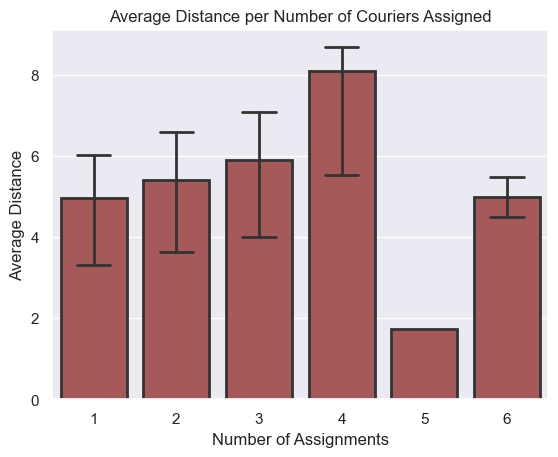 Average Distance per Number of Couriers Assigned
8
6
4
2
0
Average Distance
1 2 3 4 5 6
Number of Assignments